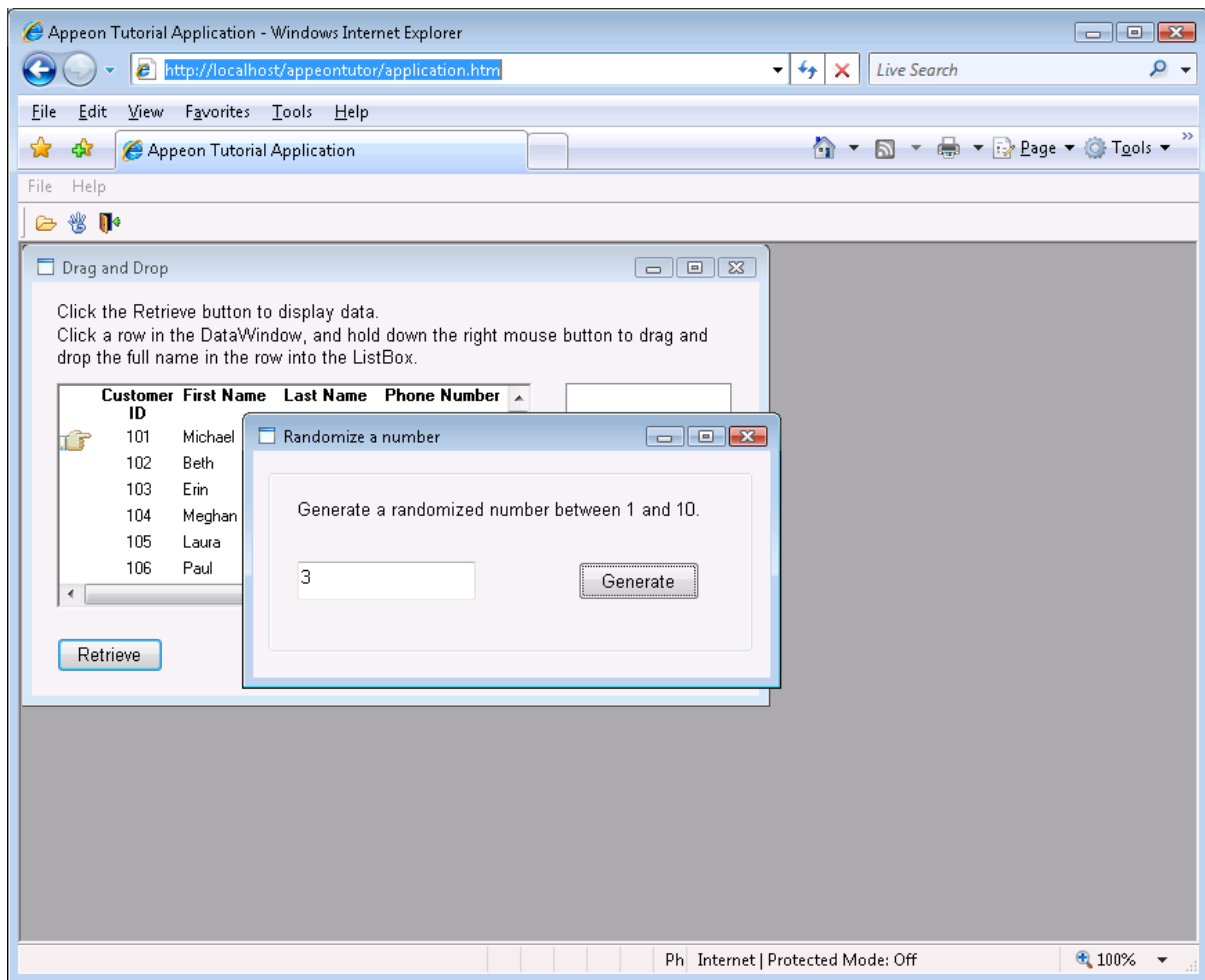 Appeon Tutorial Application - Windows Internet Explorer
http://localhost/appeontutor/application.htm
Live Search
File Edit View Favorites Tools Help
Appeon Tutorial Application
Page Tools
File Help
Drag and Drop
Click the Retrieve button to display data.
Click a row in the DataWindow, and hold down the right mouse button to drag and
drop the full name in the row into the ListBox.
Customer ID First Name Last Name Phone Number
101 Michael
102 Beth
103 Erin
104 Meghan
105 Laura
106 Paul
Retrieve
Randomize a number
Generate a randomized number between 1 and 10.
3
Generate
Ph Internet | Protected Mode: Off
100%